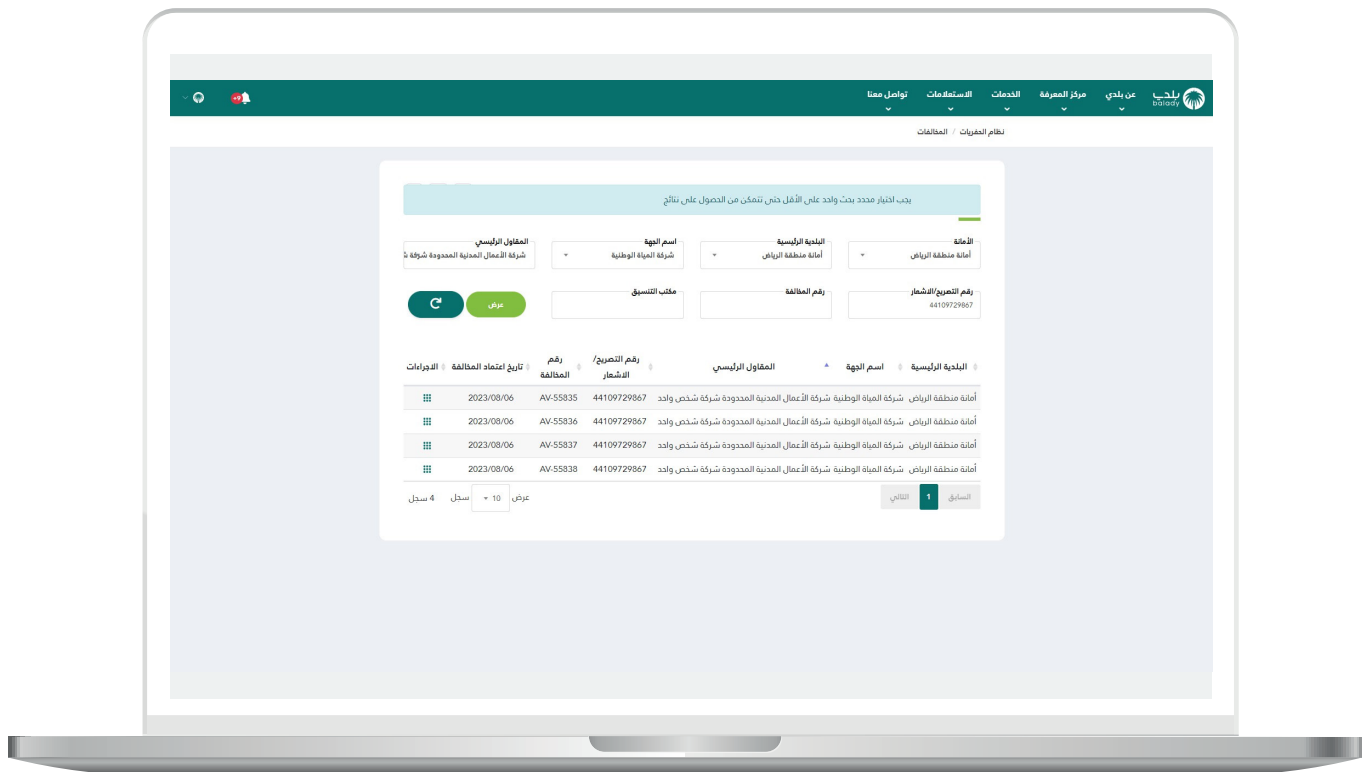 بلدي
balady
عن بلدي
مركز المعرفة
الخدمات
الاستعلامات
تواصل معنا
+9
نظام الحفريات / المخالفات
يجب اختيار محدد بحث واحد على الأقل حتى تتمكن من الحصول على نتائج
الأمانة
أمانة منطقة الرياض
البلدية الرئيسية
أمانة منطقة الرياض
اسم الجهة
شركة المياة الوطنية
المقاول الرئيسي
شركة الأعمال المدنية المحدودة شركة ش
رقم التصريح/الاشعار
44109729867
رقم المخالفة
مكتب التنسيق
عرض
البلدية الرئيسية اسم الجهة المقاول الرئيسي رقم التصريح/ الاشعار رقم المخالفة تاريخ اعتماد المخالفة الاجراءات
أمانة منطقة الرياض شركة المياة الوطنية شركة الأعمال المدنية المحدودة شركة شخص واحد 44109729867 AV-55835 2023/08/06
أمانة منطقة الرياض شركة المياة الوطنية شركة الأعمال المدنية المحدودة شركة شخص واحد 44109729867 AV-55836 2023/08/06
أمانة منطقة الرياض شركة المياة الوطنية شركة الأعمال المدنية المحدودة شركة شخص واحد 44109729867 AV-55837 2023/08/06
أمانة منطقة الرياض شركة المياة الوطنية شركة الأعمال المدنية المحدودة شركة شخص واحد 44109729867 AV-55838 2023/08/06
السابق 1 التالي
عرض 10 سجل 4 سجل